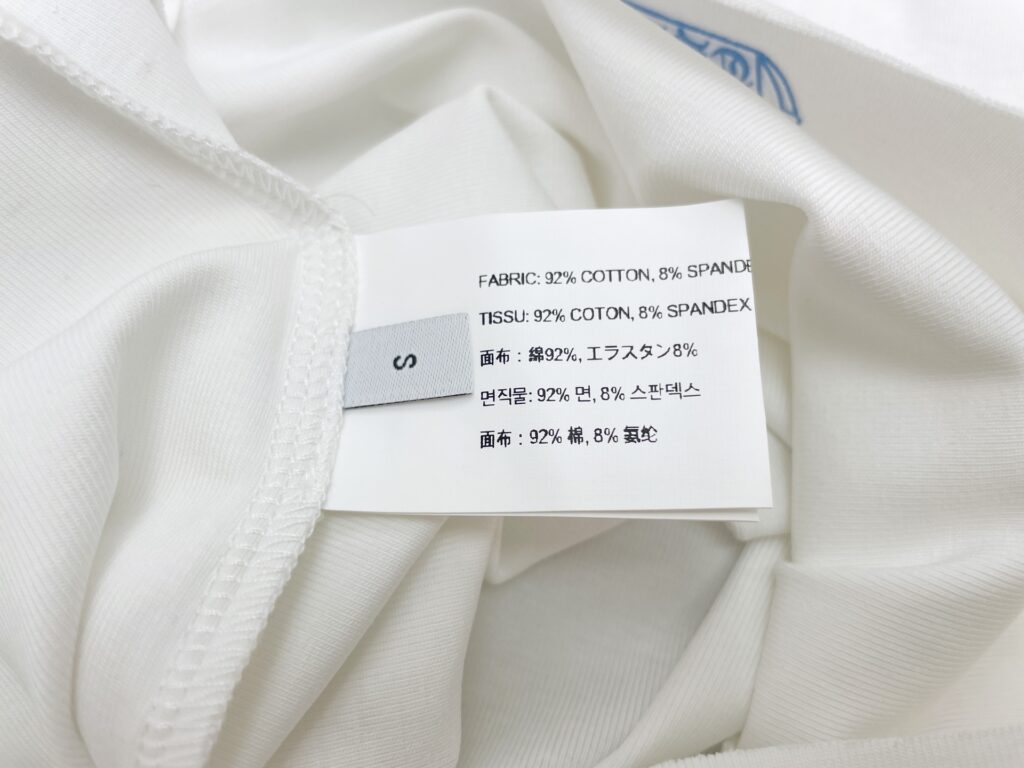 FABRIC: 92% COTTON, 8% SPANDE
TISSU: 92% COTON, 8% SPANDEX
面布：綿92%, エラスタン8%
면직물: 92% 면, 8% 스판덱스
面布：92% 棉, 8% 氨纶
S